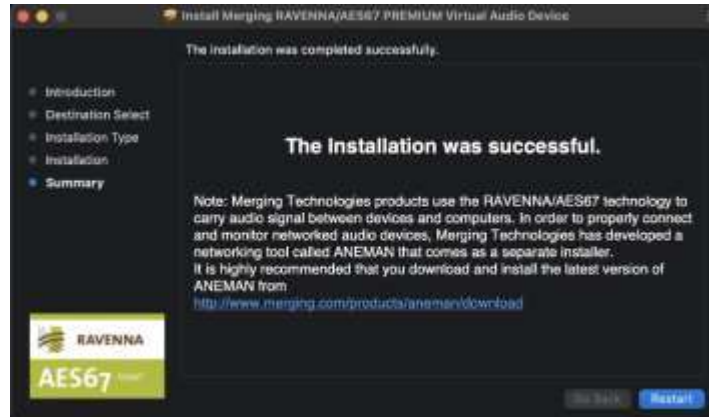 Install Merging RAVENNA/AES67 PREMIUM Virtual Audio Device
The installation was completed successfully.
Introduction
Destination Select
Installation Type
Installation
Summary
The Installation was successful.
Note: Merging Technologies products use the RAVENNA/AES67 technology to
carry audio signal between devices and computers. In order to properly connect
and monitor networked audio devices, Merging Technologies has developed a
networking tool called ANEMAN that comes as a separate installer.
It is highly recommended that you download and install the latest version of
ANEMAN from
http://www.merging.com/products/aneman/download
RAVENNA
AES67
Go Back
Restart